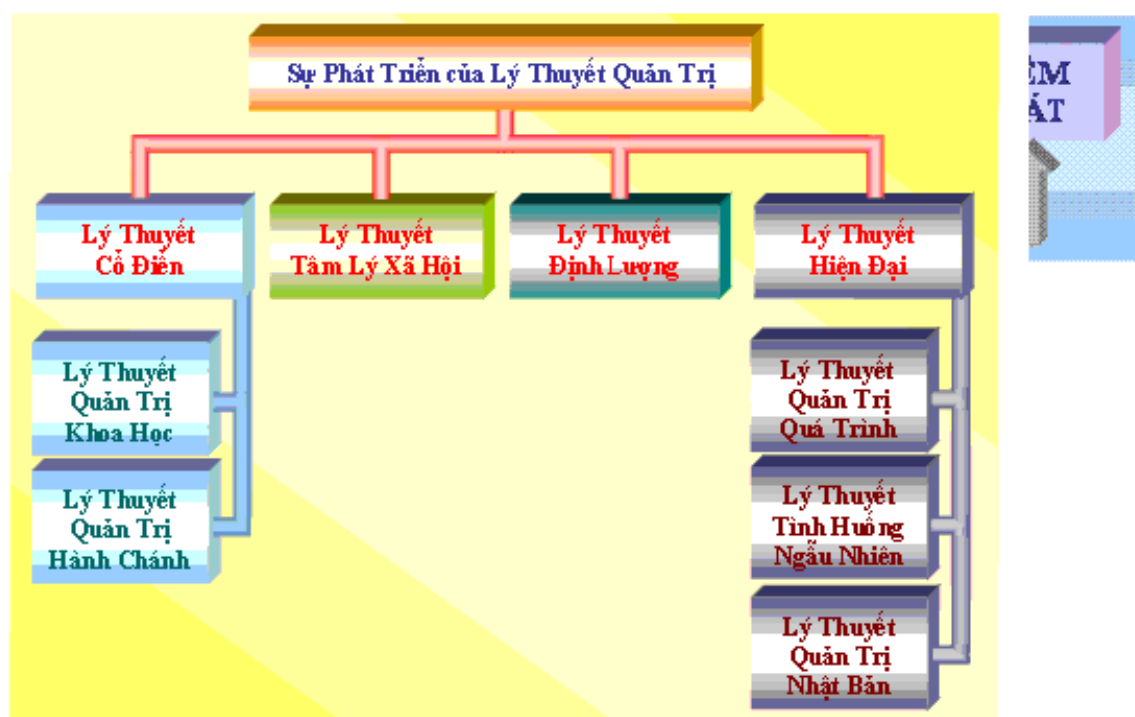 Sự Phát Triển của Lý Thuyết Quản Trị
Lý Thuyết
Cổ Điển
Lý Thuyết
Tâm Lý Xã Hội
Lý Thuyết
Định Lượng
Lý Thuyết
Hiện Đại
Lý Thuyết
Quản Trị
Khoa Học
Lý Thuyết
Quản Trị
Hành Chánh
Lý Thuyết
Quản Trị
Quá Trình
Lý Thuyết
Tình Huống
Ngẫu Nhiên
Lý Thuyết
Quản Trị
Nhật Bản